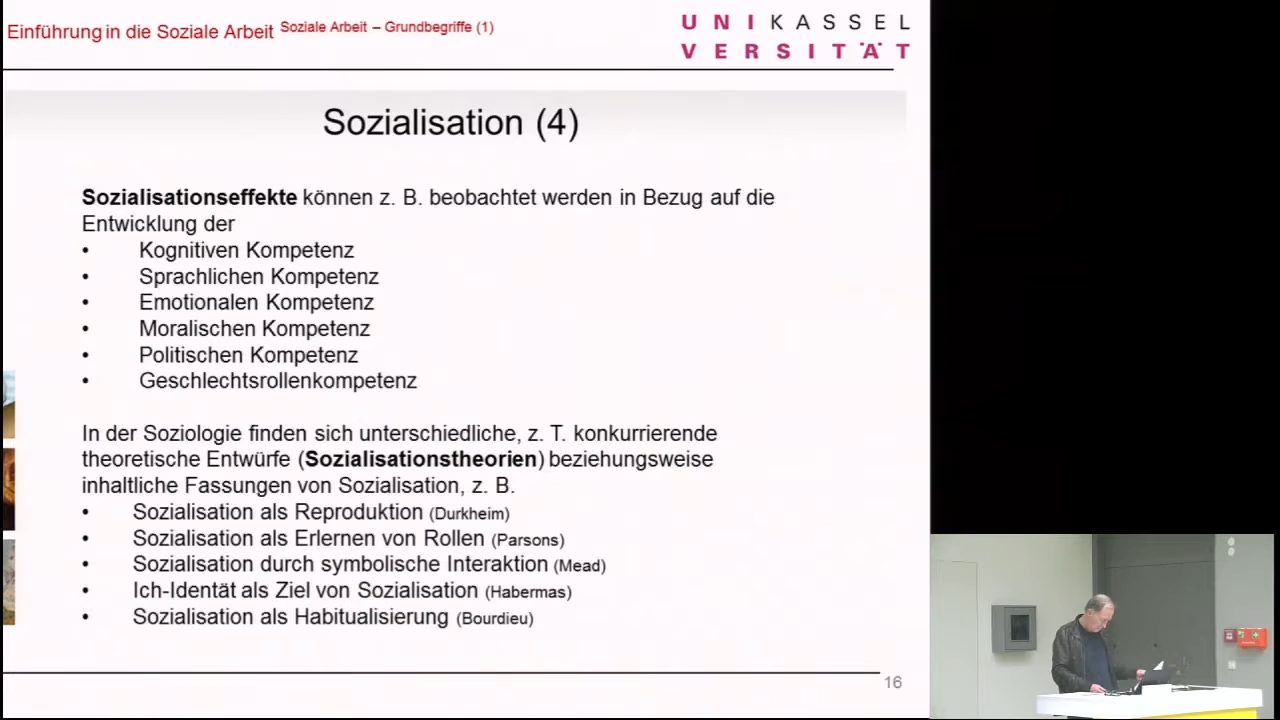 Einführung in die Soziale Arbeit Soziale Arbeit – Grundbegriffe (1)
UNIKASSEL
VERSITÄT
Sozialisation (4)
Sozialisationseffekte können z. B. beobachtet werden in Bezug auf die
Entwicklung der
• Kognitiven Kompetenz
• Sprachlichen Kompetenz
• Emotionalen Kompetenz
• Moralischen Kompetenz
• Politischen Kompetenz
• Geschlechtsrollenkompetenz
In der Soziologie finden sich unterschiedliche, z. T. konkurrierende
theoretische Entwürfe (Sozialisationstheorien) beziehungsweise
inhaltliche Fassungen von Sozialisation, z. B.
• Sozialisation als Reproduktion (Durkheim)
• Sozialisation als Erlernen von Rollen (Parsons)
• Sozialisation durch symbolische Interaktion (Mead)
• Ich-Identät als Ziel von Sozialisation (Habermas)
• Sozialisation als Habitualisierung (Bourdieu)
16